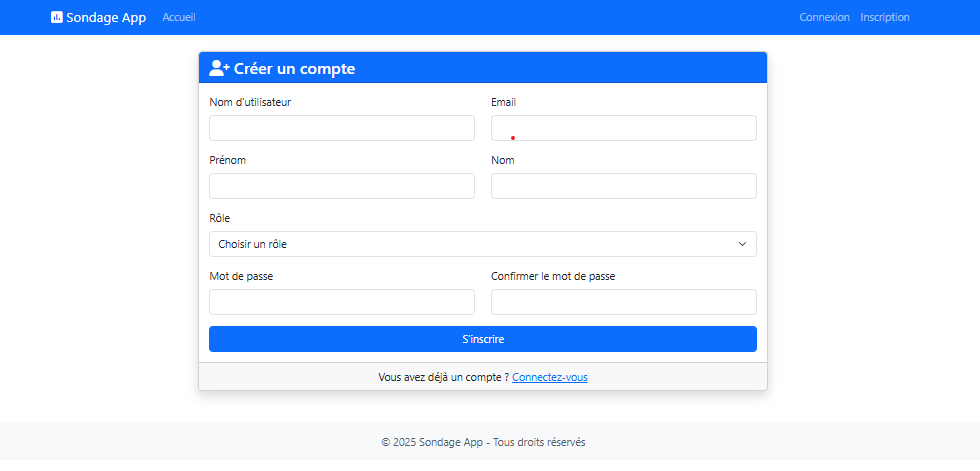 Sondage App Accueil Connexion Inscription
Créer un compte
Nom d'utilisateur Email
Prénom Nom
Rôle
Choisir un rôle
Mot de passe Confirmer le mot de passe
S'inscrire
Vous avez déjà un compte ? Connectez-vous
© 2025 Sondage App - Tous droits réservés